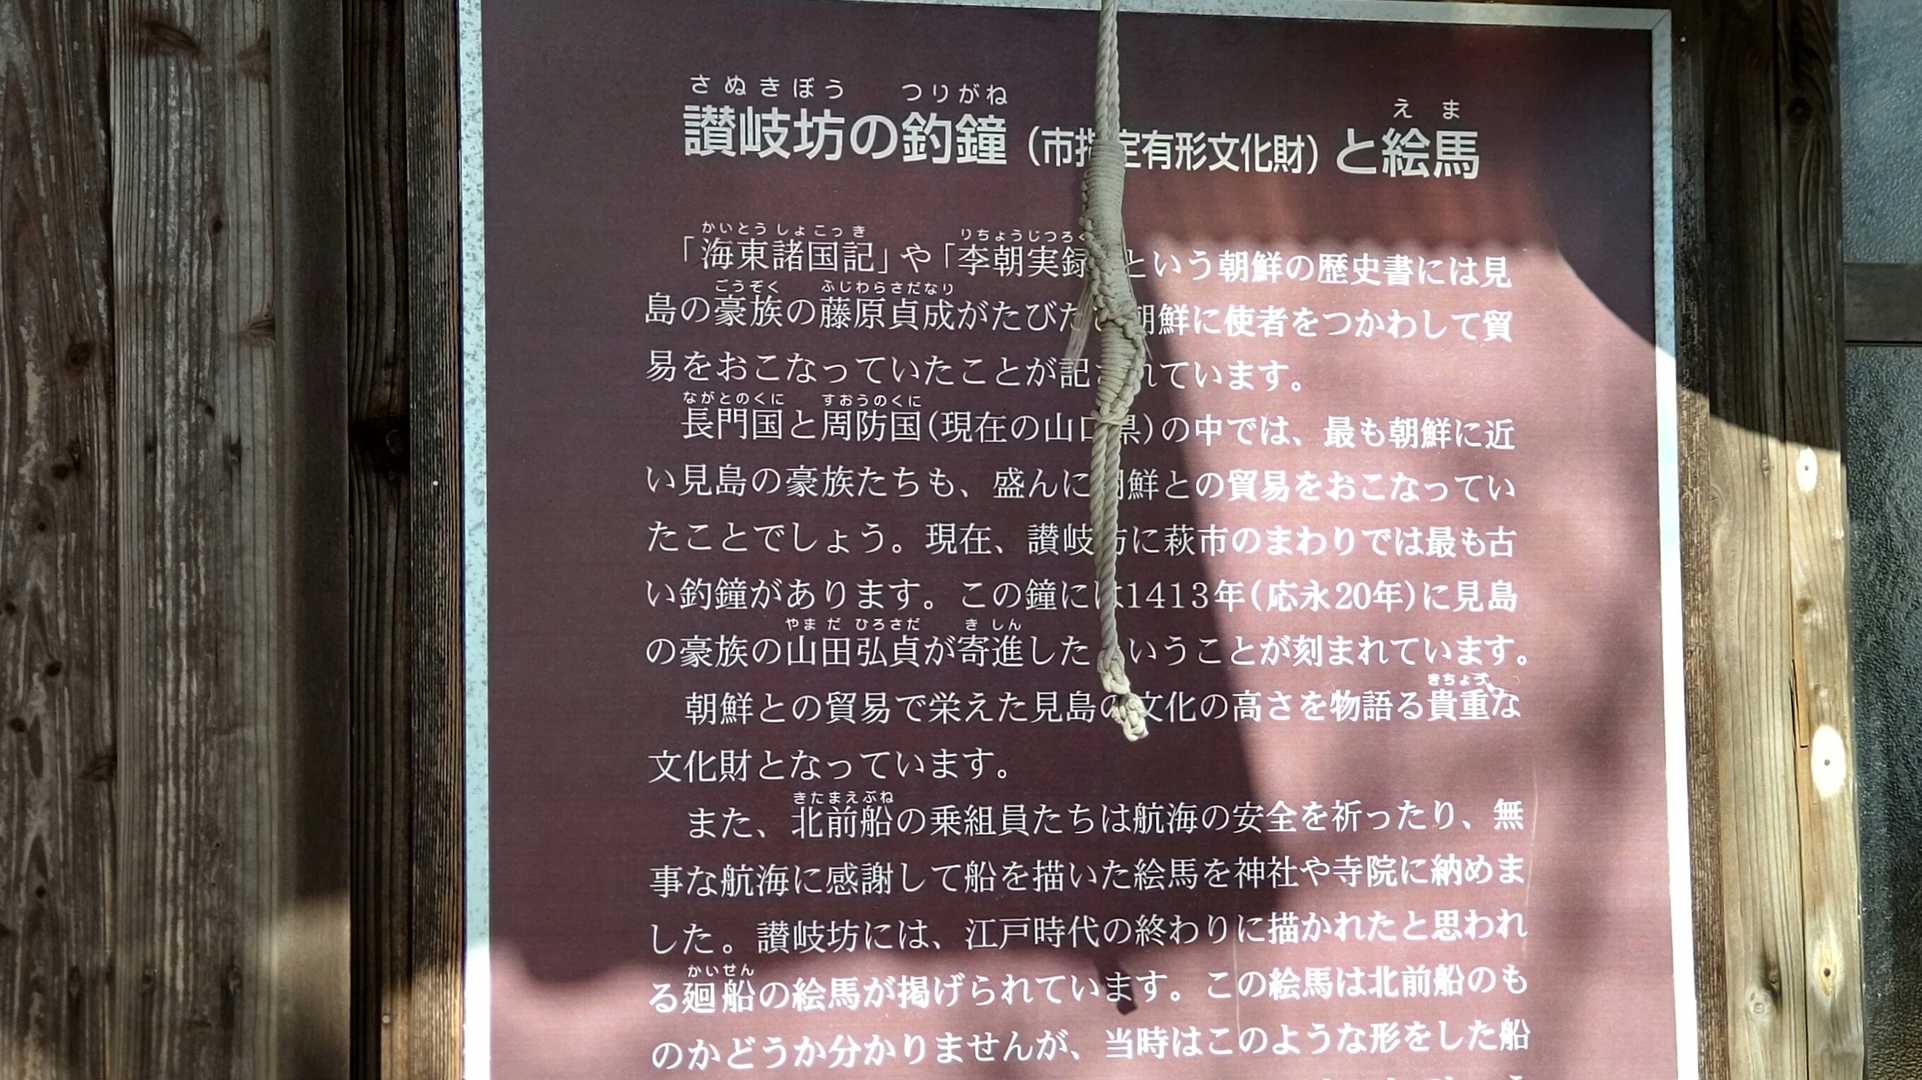 さぬきぼう つりがね えま
讃岐坊の釣鐘（市指定有形文化財）と絵馬
かいとうしょこっき りちょうじつろく
「海東諸国記」や「李朝実録」という朝鮮の歴史書には見
ごうぞく ふじわらさだなり
島の豪族の藤原貞成がたびたび朝鮮に使者をつかわして貿
易をおこなっていたことが記されています。
ながとのくに すおうのくに
長門国と周防国（現在の山口県）の中では、最も朝鮮に近
い見島の豪族たちも、盛んに朝鮮との貿易をおこなってい
たことでしょう。現在、讃岐坊に萩市のまわりでは最も古
い釣鐘があります。この鐘には1413年（応永20年）に見島
やまだ ひろさだ きしん
の豪族の山田弘貞が寄進したということが刻まれています。
きちょう
朝鮮との貿易で栄えた見島の文化の高さを物語る貴重な
文化財となっています。
きたまえぶね
また、北前船の乗組員たちは航海の安全を祈ったり、無
事な航海に感謝して船を描いた絵馬を神社や寺院に納めま
した。讃岐坊には、江戸時代の終わりに描かれたと思われ
かいせん
る廻船の絵馬が掲げられています。この絵馬は北前船のも
のかどうか分かりませんが、当時はこのような形をした船